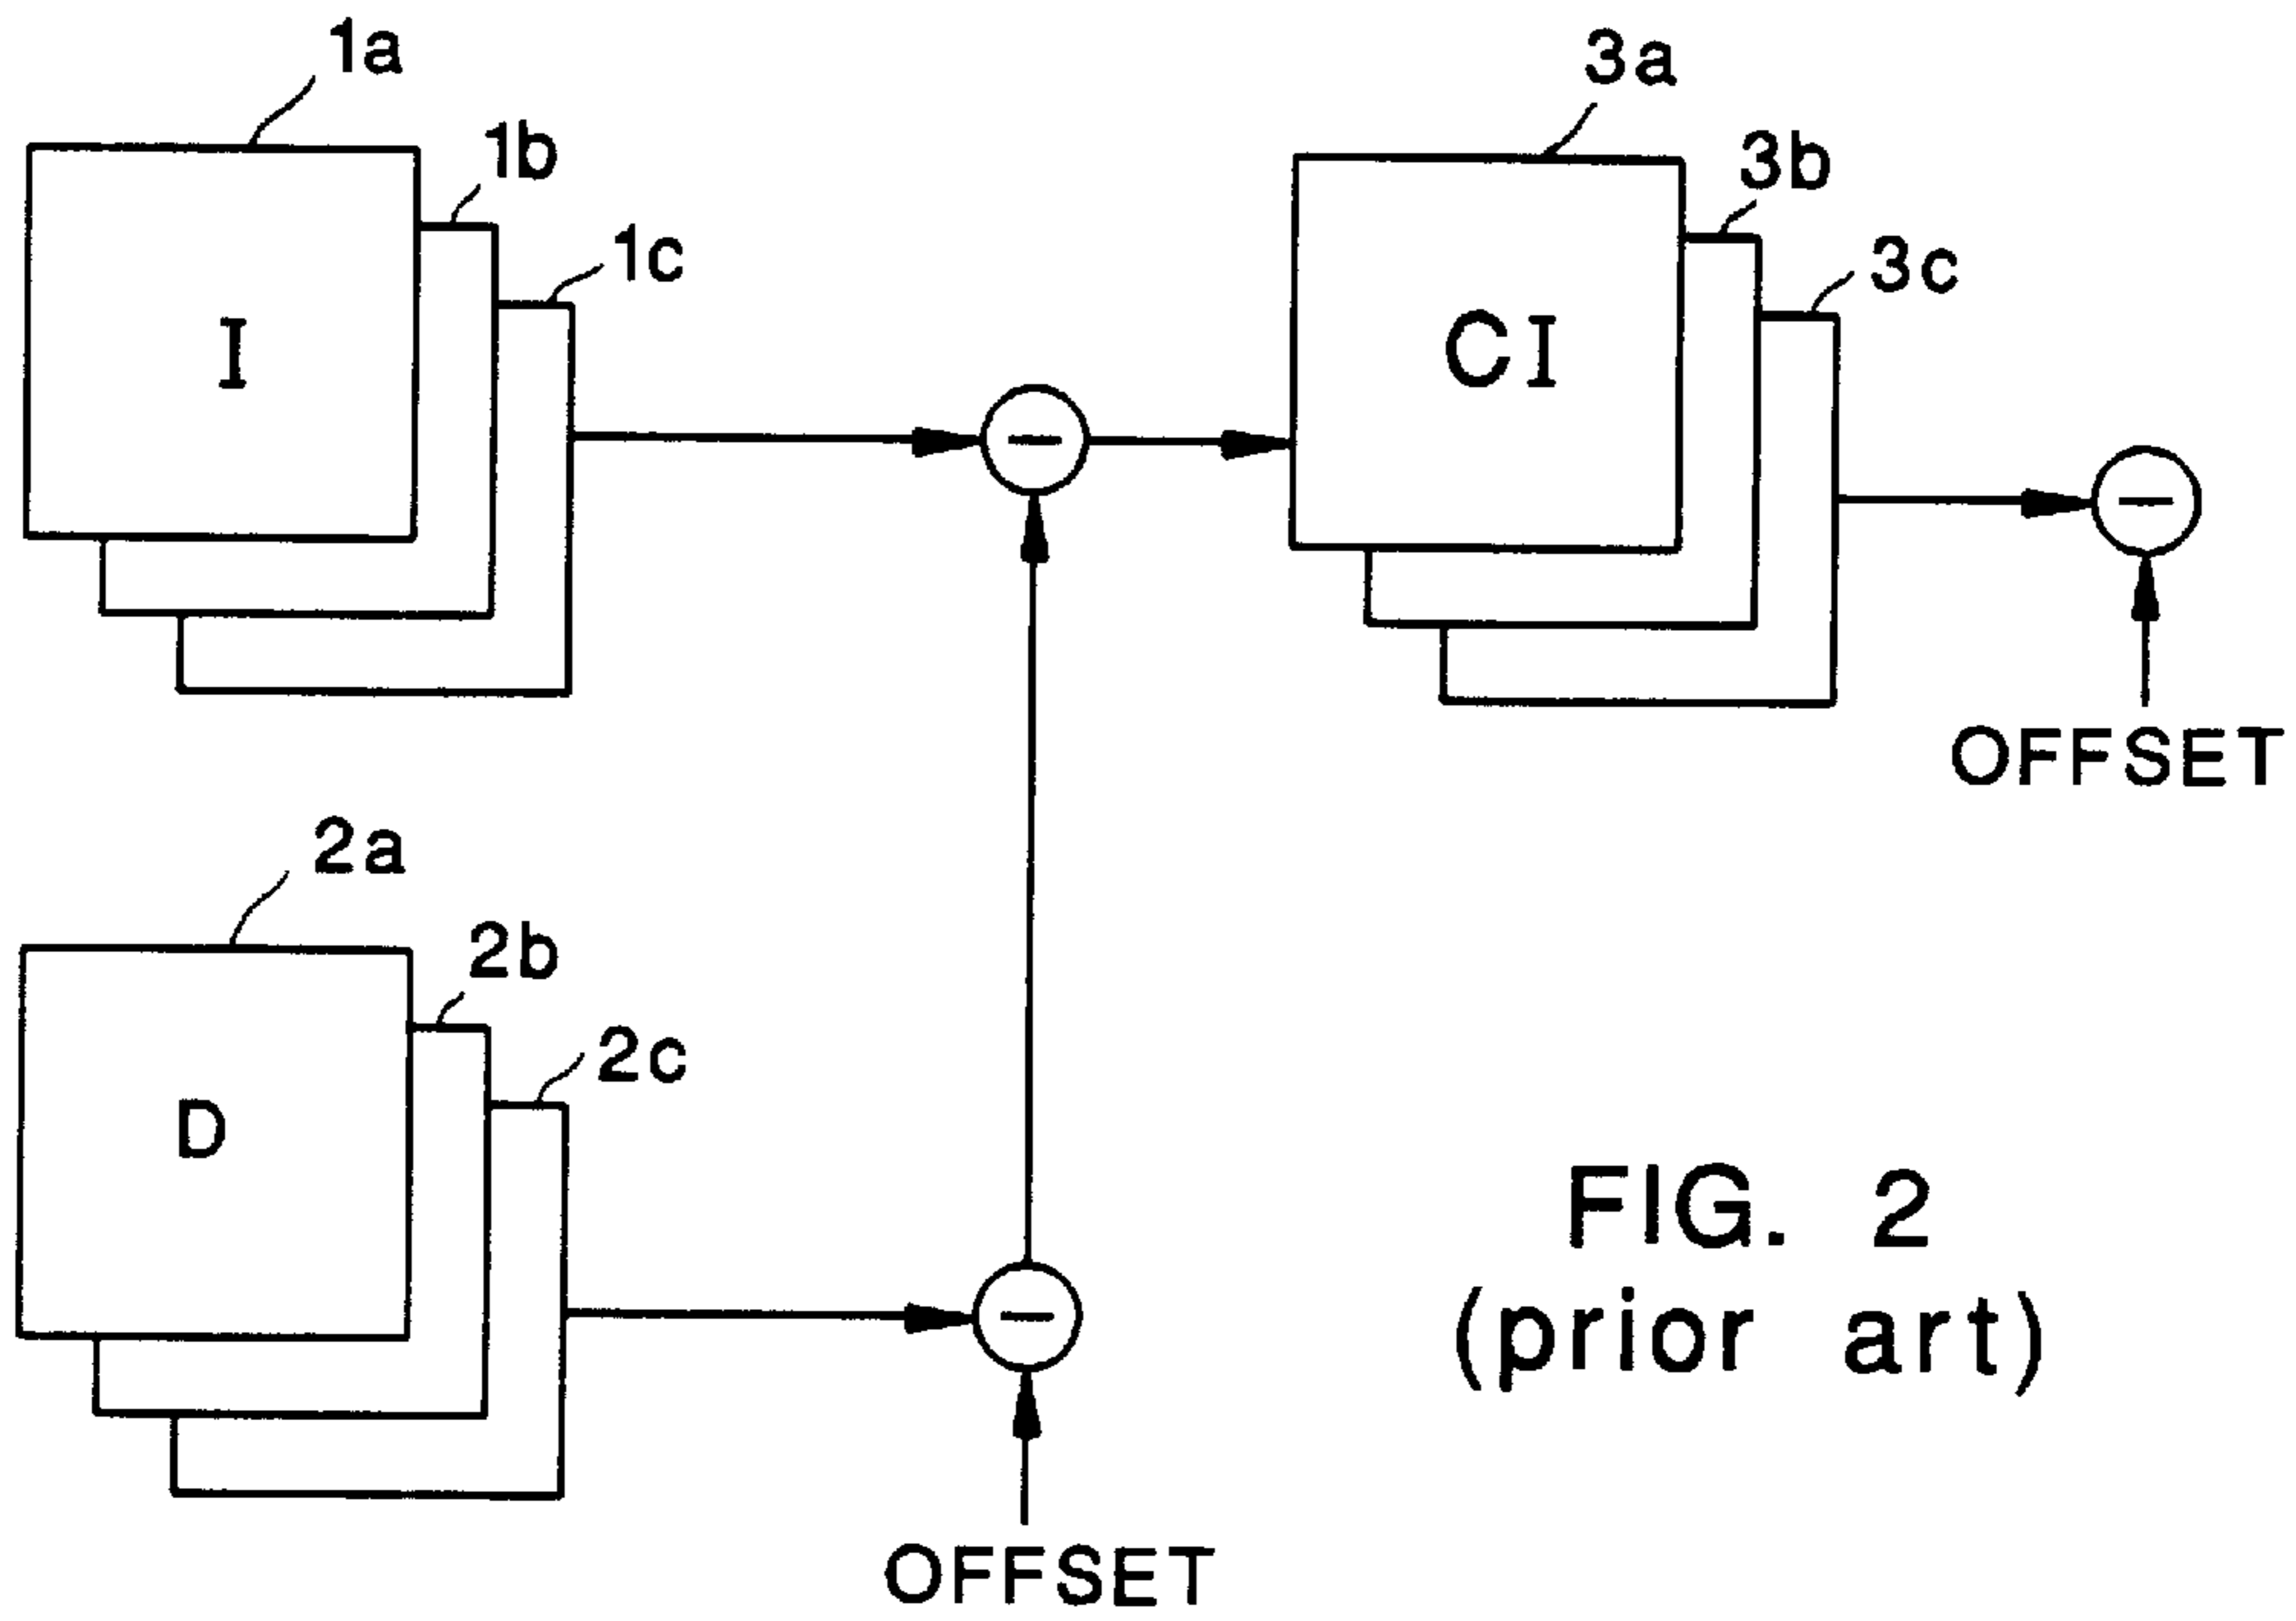 1a
1b
1c
I
3a
3b
3c
CI
OFFSET
2a
2b
2c
D
OFFSET
FIG. 2
(prior art)